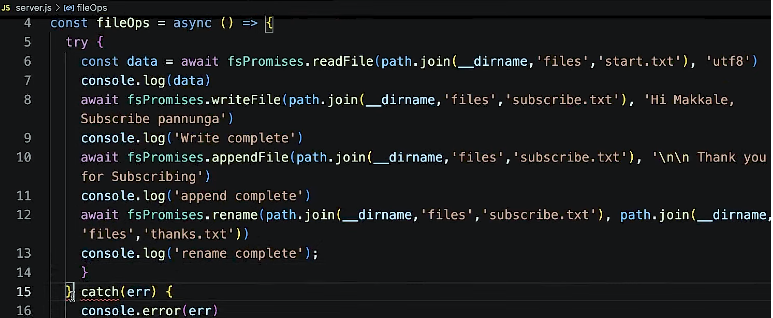 JS server.js > fileOps
4 const fileOps = async () => {
5 try {
6 const data = await fsPromises.readFile(path.join(__dirname,'files','start.txt'), 'utf8')
7 console.log(data)
8 await fsPromises.writeFile(path.join(__dirname,'files','subscribe.txt'), 'Hi Makkale,
Subscribe pannunga')
9 console.log('Write complete')
10 await fsPromises.appendFile(path.join(__dirname,'files','subscribe.txt'), '\n\n Thank you
for Subscribing')
11 console.log('append complete')
12 await fsPromises.rename(path.join(__dirname,'files','subscribe.txt'), path.join(__dirname,
'files','thanks.txt'))
13 console.log('rename complete');
14 }
15 } catch(err) {
16 console.error(err)